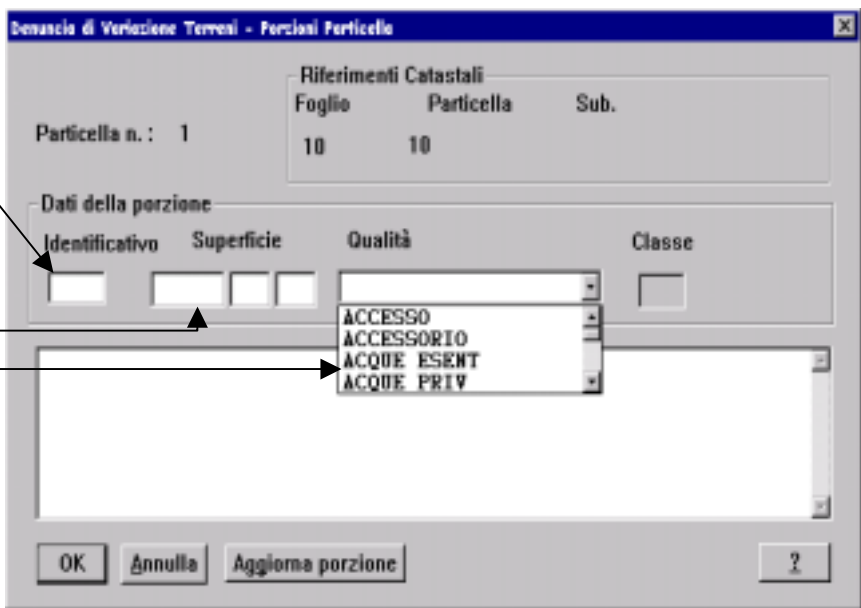 Denuncia di Variazione Terreni - Porzioni Particella
Riferimenti Catastali
Foglio Particella Sub.
Particella n. : 1
10 10
Dati della porzione
Identificativo Superficie Qualità Classe
ACCESSO
ACCESSORIO
ACQUE ESENT
ACQUE PRIV
OK Annulla Aggiorna porzione ?